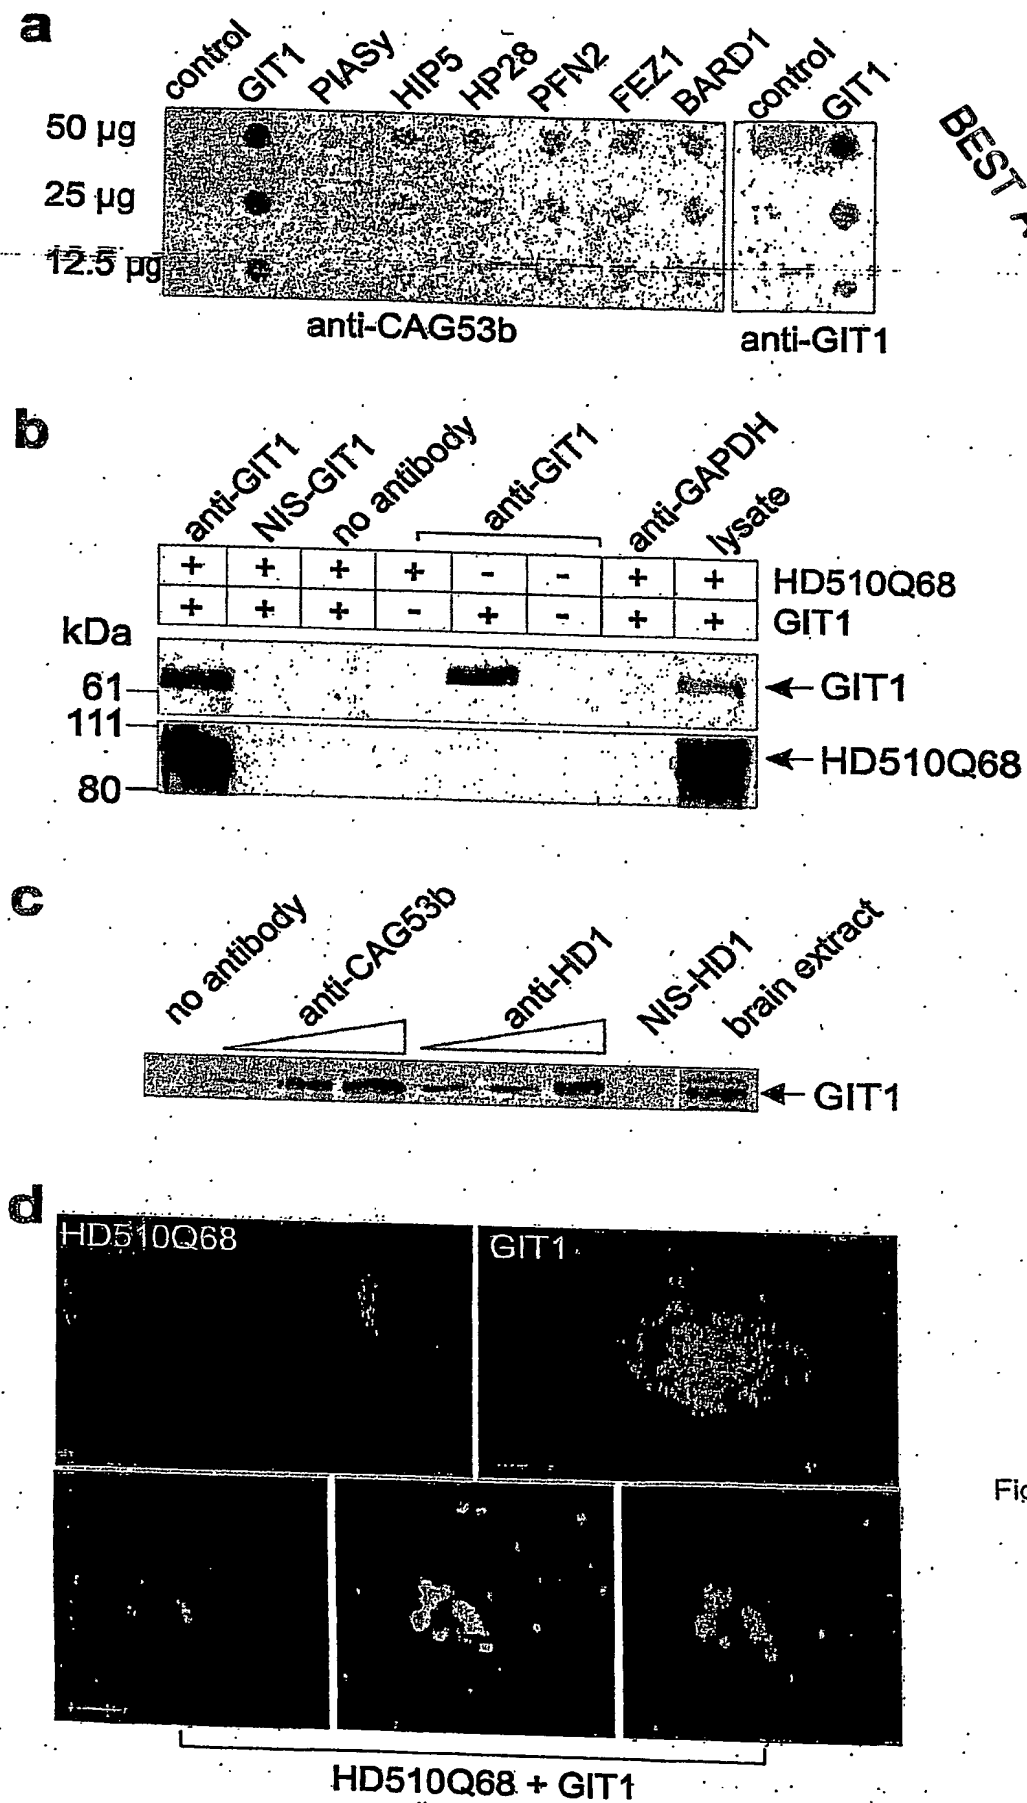 a
control GIT1 PIASy HIP5 HP28 PFN2 FEZ1 BARD1 control GIT1
50 µg
25 µg
12.5 µg
BEST
anti-CAG53b anti-GIT1
b
anti-GIT1 NIS-GIT1 no antibody anti-GIT1 anti-GAPDH lysate
+ + + + - - + + HD510Q68
+ + + - + - + + GIT1
kDa
61 GIT1
111
HD510Q68
80
c
no antibody anti-CAG53b anti-HD1 NIS-HD1 brain extract
GIT1
d
HD510Q68 GIT1
HD510Q68 + GIT1